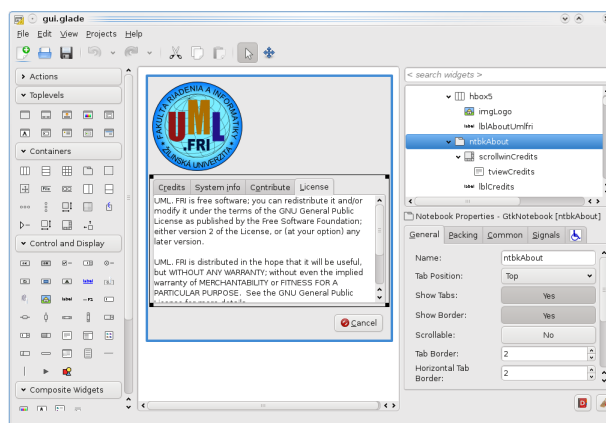 gui.glade
File Edit View Projects Help
Actions
Toplevels
Containers
Control and Display
Composite Widgets
FAKULTA RIADENIA A INFORMATIKY
UML
.FRI
ŽILINSKÁ UNIVERZITA
Credits System info Contribute License
UML .FRI is free software; you can redistribute it and/or
modify it under the terms of the GNU General Public
License as published by the Free Software Foundation;
either version 2 of the License, or (at your option) any
later version.
UML .FRI is distributed in the hope that it will be useful,
but WITHOUT ANY WARRANTY; without even the implied
warranty of MERCHANTABILITY or FITNESS FOR A
PARTICULAR PURPOSE. See the GNU General Public
License for more details.
Cancel
< search widgets >
hbox5
imgLogo
label lblAboutUmlfri
ntbkAbout
scrollwinCredits
tviewCredits
label lblCredits
Notebook Properties - GtkNotebook [ntbkAbout]
General Packing Common Signals
Name: ntbkAbout
Tab Position: Top
Show Tabs: Yes
Show Border: Yes
Scrollable: No
Tab Border: 2
Horizontal Tab
Border: 2